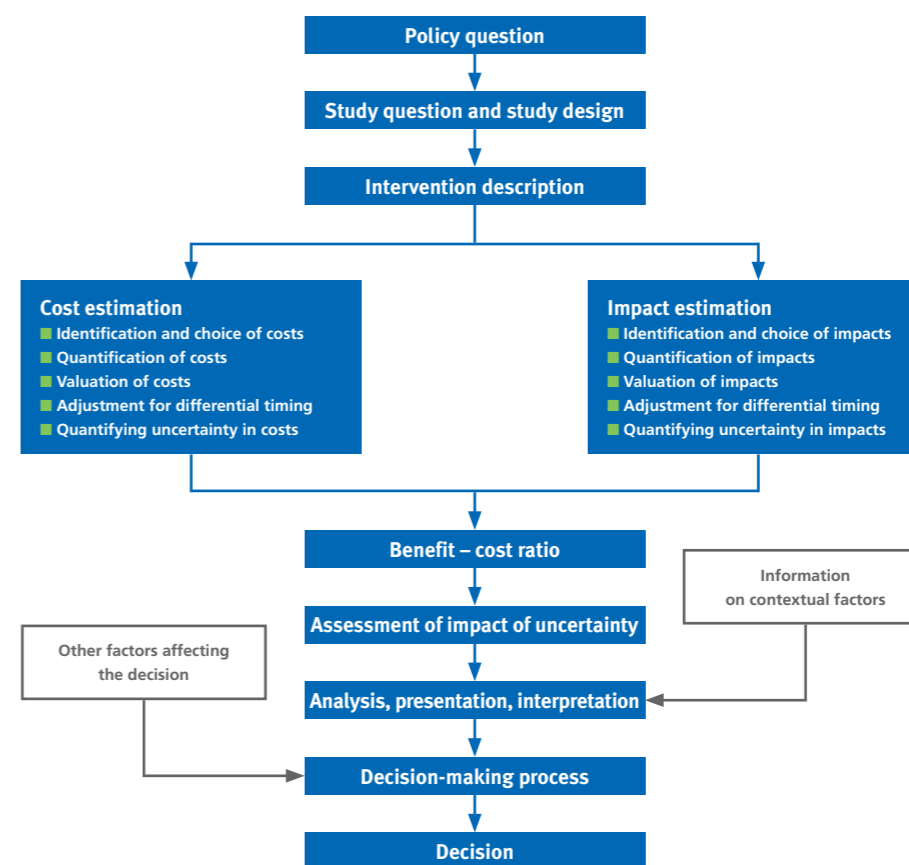 Policy question
Study question and study design
Intervention description
Cost estimation
Identification and choice of costs
Quantification of costs
Valuation of costs
Adjustment for differential timing
Quantifying uncertainty in costs
Impact estimation
Identification and choice of impacts
Quantification of impacts
Valuation of impacts
Adjustment for differential timing
Quantifying uncertainty in impacts
Benefit – cost ratio
Information
on contextual factors
Assessment of impact of uncertainty
Other factors affecting
the decision
Analysis, presentation, interpretation
Decision-making process
Decision